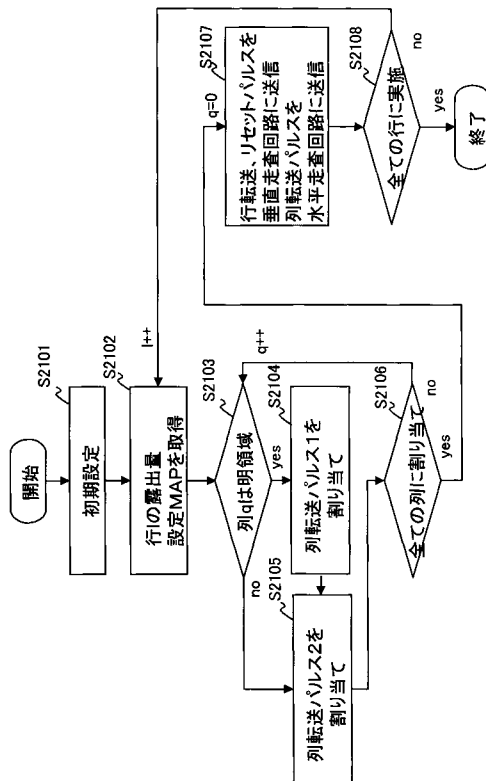 開始
S2101
初期設定
S2102
行lの露出量
設定MAPを取得
l++
S2103
列qは明領域
yes
no
q++
S2104
列転送パルス1を
割り当て
S2105
列転送パルス2を
割り当て
S2106
全ての列に割り当て
no
yes
q=0
S2107
行転送、リセットパルスを
垂直走査回路に送信
列転送パルスを
水平走査回路に送信
S2108
全ての行に実施
no
yes
終了